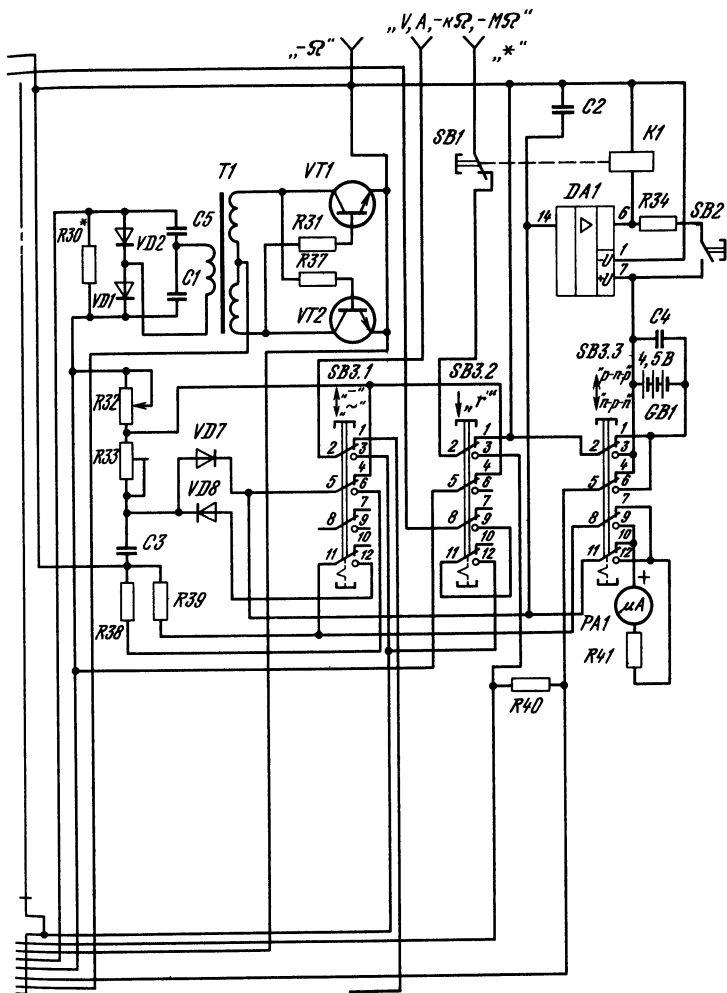 „-Ω“
„V, A, -кΩ, -МΩ“
„*“
C2
SB1
K1
T1
VT1
DA1
14
6
R34
SB2
-U
1
+U
7
R30
*
VD2
C5
R31
VD1
C1
R37
VT2
C4
SB3.3
4,5В
"р-п-р"
"п-р-п"
GB1
SB3.1
„-“
„~“
SB3.2
„r“
R32
VD7
R33
VD8
1
2
3
4
5
6
7
8
9
10
11
12
1
2
3
4
5
6
7
8
9
10
11
12
1
2
3
4
5
6
7
8
9
10
11
12
C3
R38
R39
+
μA
PA1
R41
R40